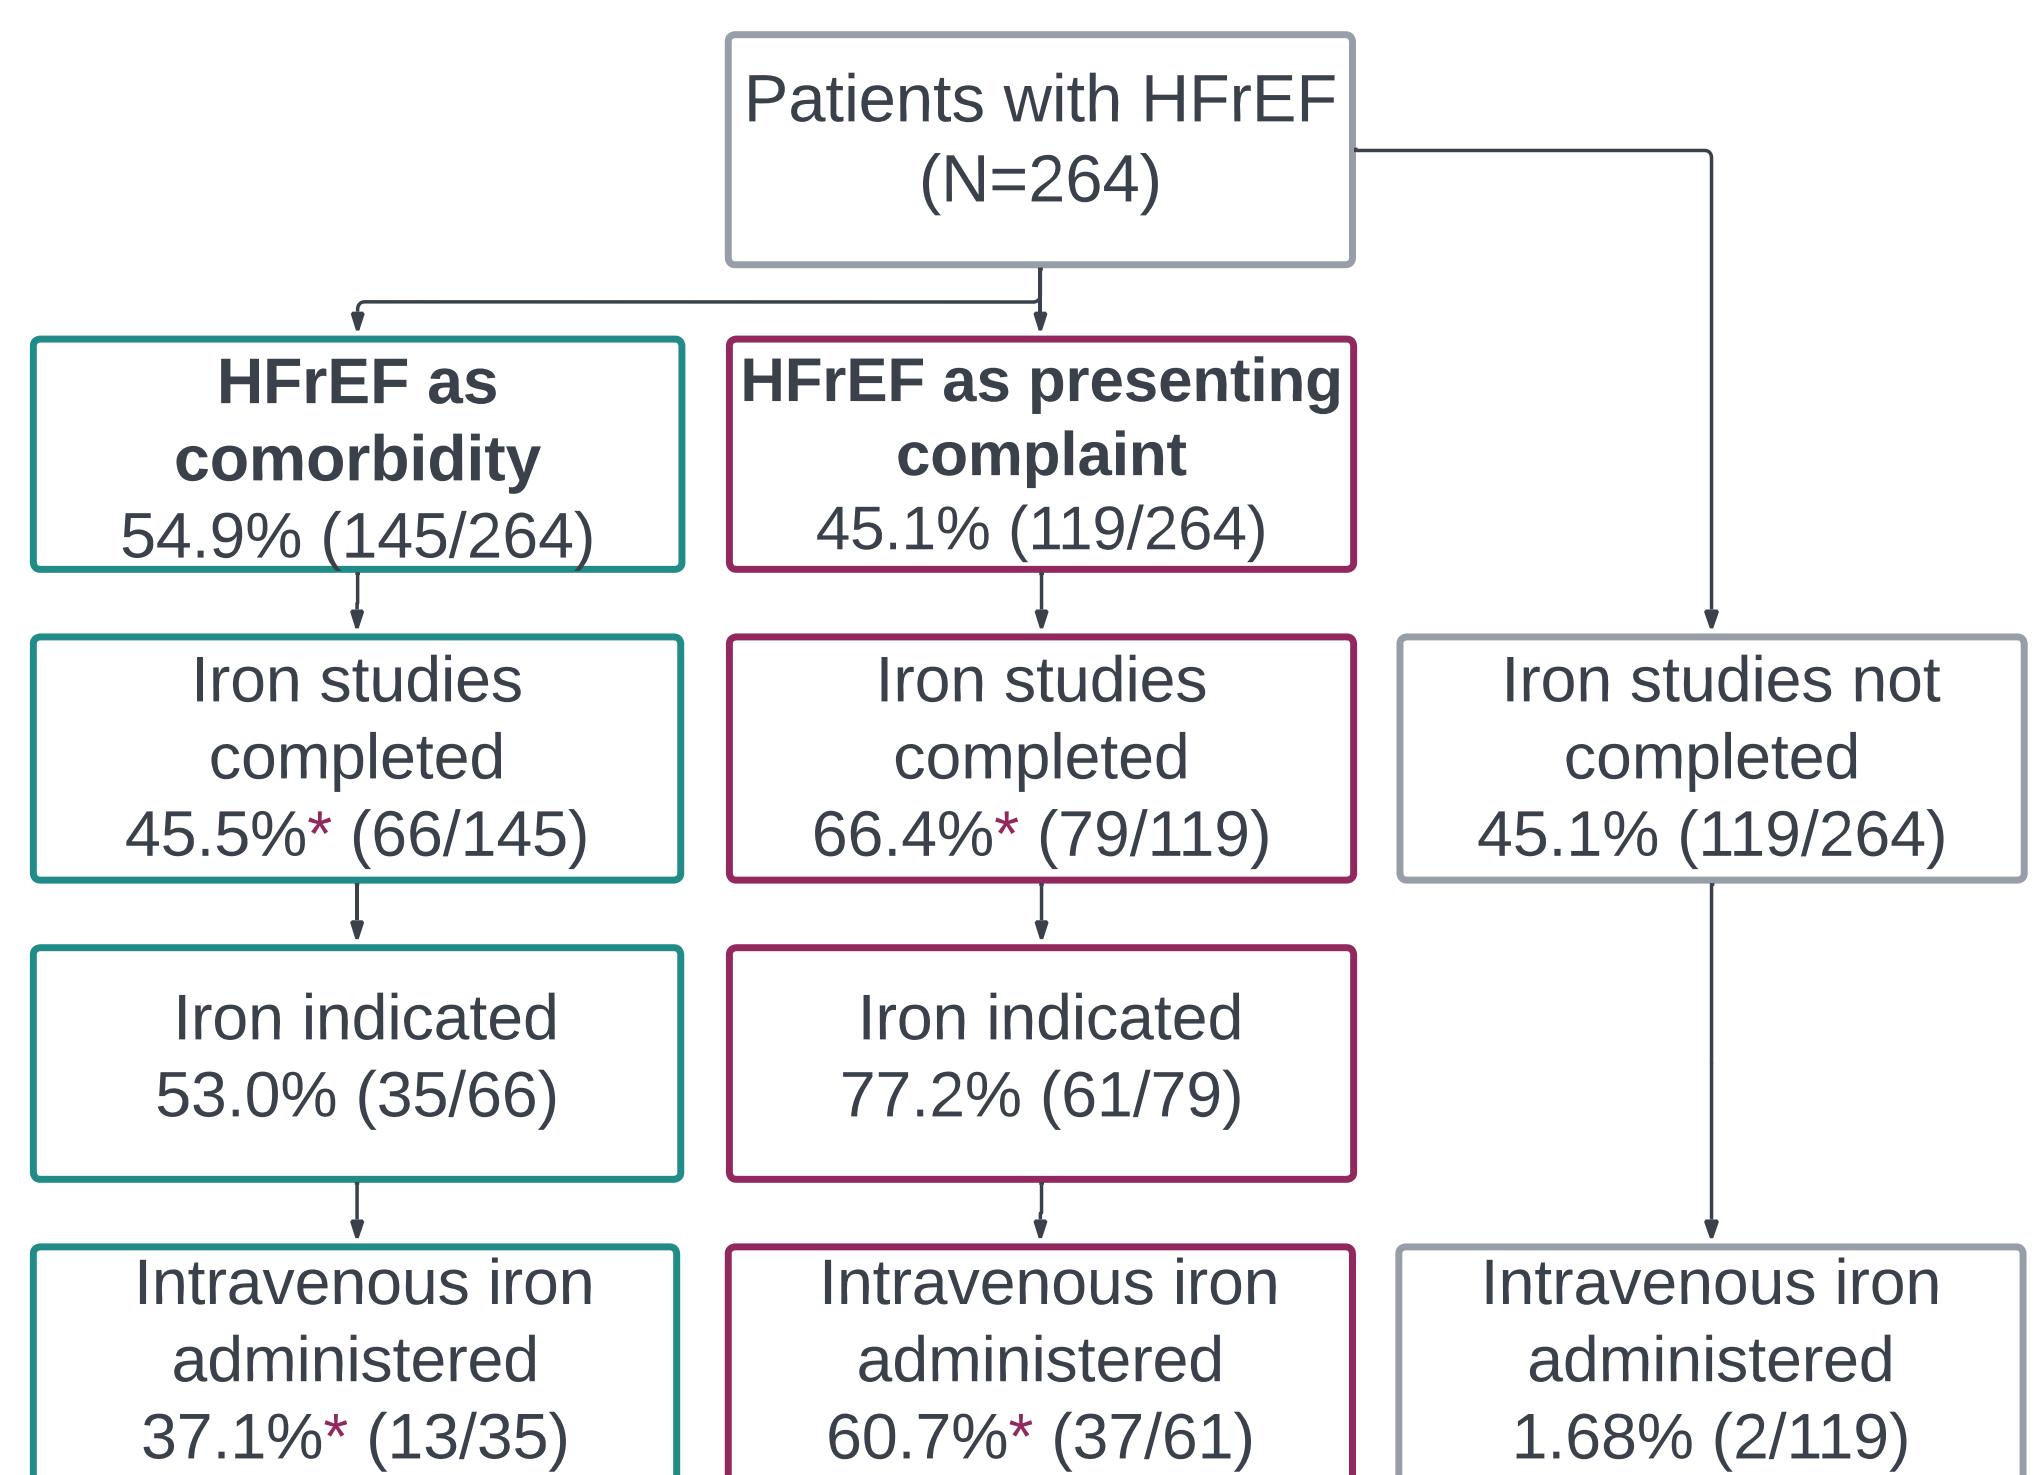 Patients with HFrEF
(N=264)
HFrEF as
comorbidity
54.9% (145/264)
HFrEF as presenting
complaint
45.1% (119/264)
Iron studies
completed
45.5%* (66/145)
Iron studies
completed
66.4%* (79/119)
Iron studies not
completed
45.1% (119/264)
Iron indicated
53.0% (35/66)
Iron indicated
77.2% (61/79)
Intravenous iron
administered
37.1%* (13/35)
Intravenous iron
administered
60.7%* (37/61)
Intravenous iron
administered
1.68% (2/119)